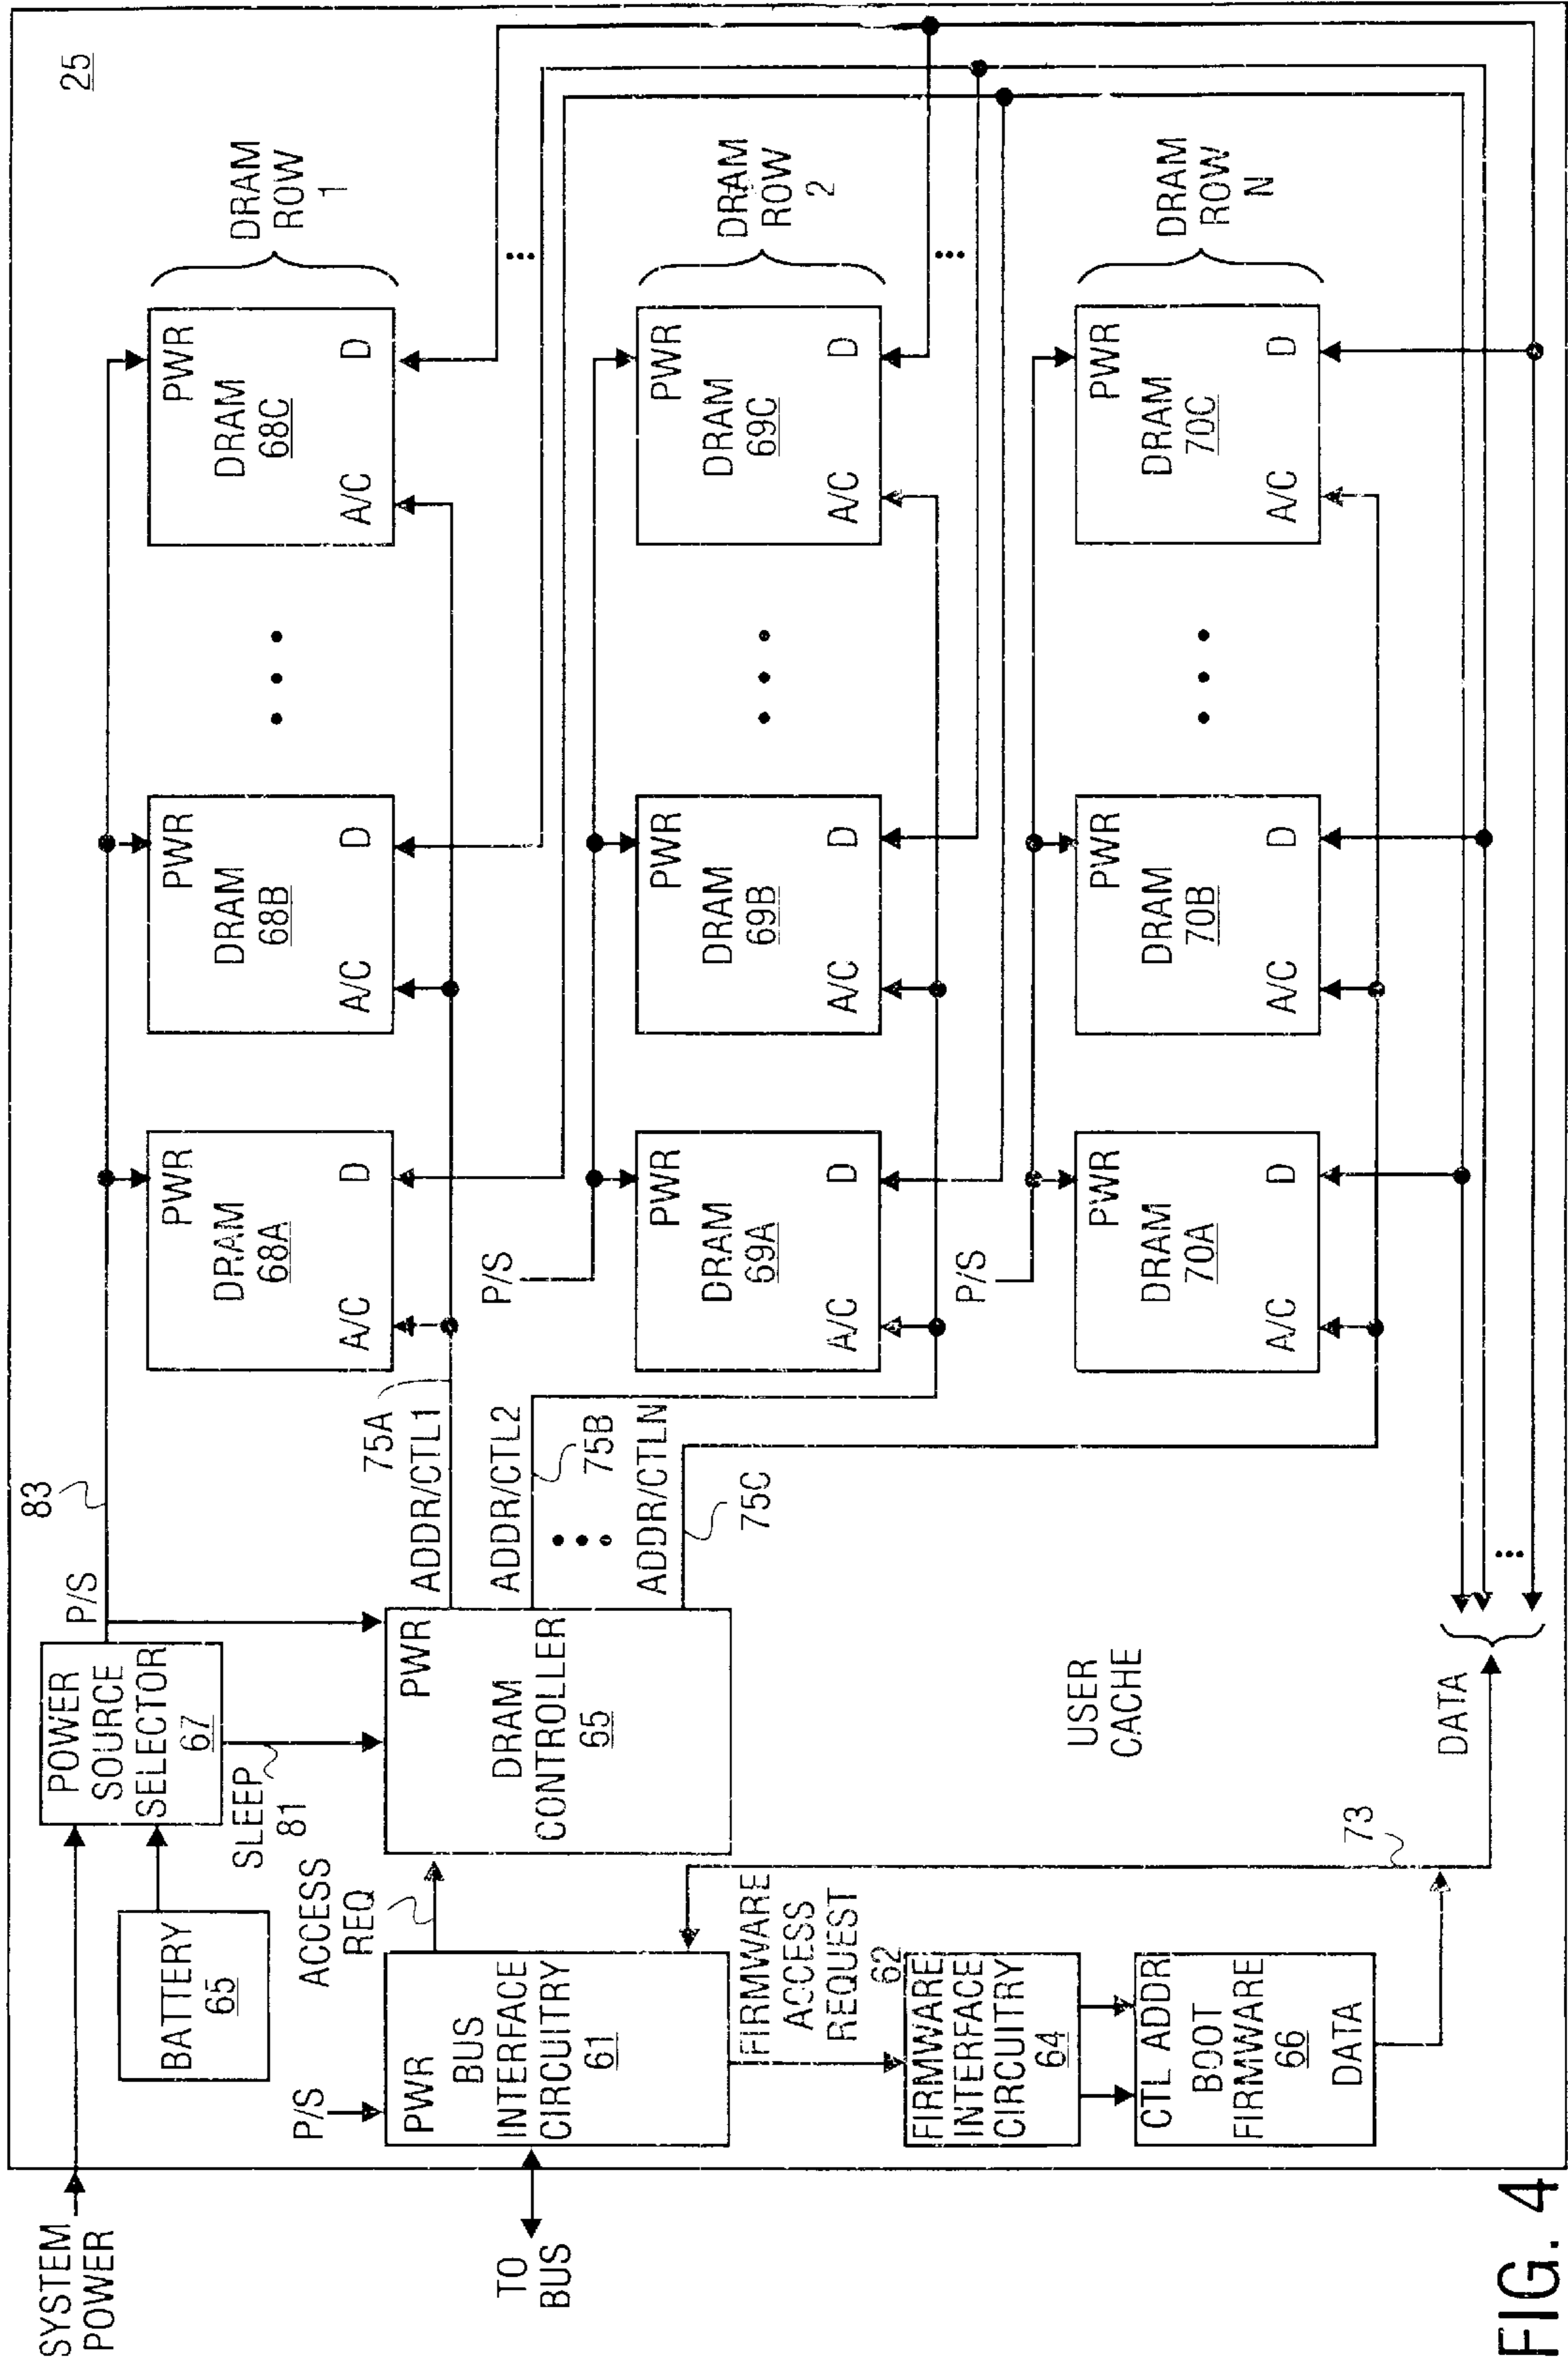 25
SYSTEM
POWER
BATTERY
65
POWER
SOURCE
SELECTOR
67
P/S
83
SLEEP
81
PWR
DRAM
68A
A/C
D
PWR
DRAM
68B
A/C
D
PWR
DRAM
68C
A/C
D
DRAM
ROW
1
...
ACCESS
REQ
P/S
PWR
BUS
INTERFACE
CIRCUITRY
61
TO
BUS
PWR
DRAM
CONTROLLER
65
75A
ADDR/CTL1
ADDR/CTL2
75B
ADDR/CTLN
75C
P/S
PWR
DRAM
69A
A/C
D
PWR
DRAM
69B
A/C
D
PWR
DRAM
69C
A/C
D
DRAM
ROW
2
...
FIRMWARE
ACCESS
REQUEST
62
FIRMWARE
INTERFACE
CIRCUITRY
64
CTL ADDR
BOOT
FIRMWARE
66
DATA
73
USER
CACHE
P/S
PWR
DRAM
70A
A/C
D
PWR
DRAM
70B
A/C
D
PWR
DRAM
70C
A/C
D
DRAM
ROW
N
DATA
...
FIG. 4